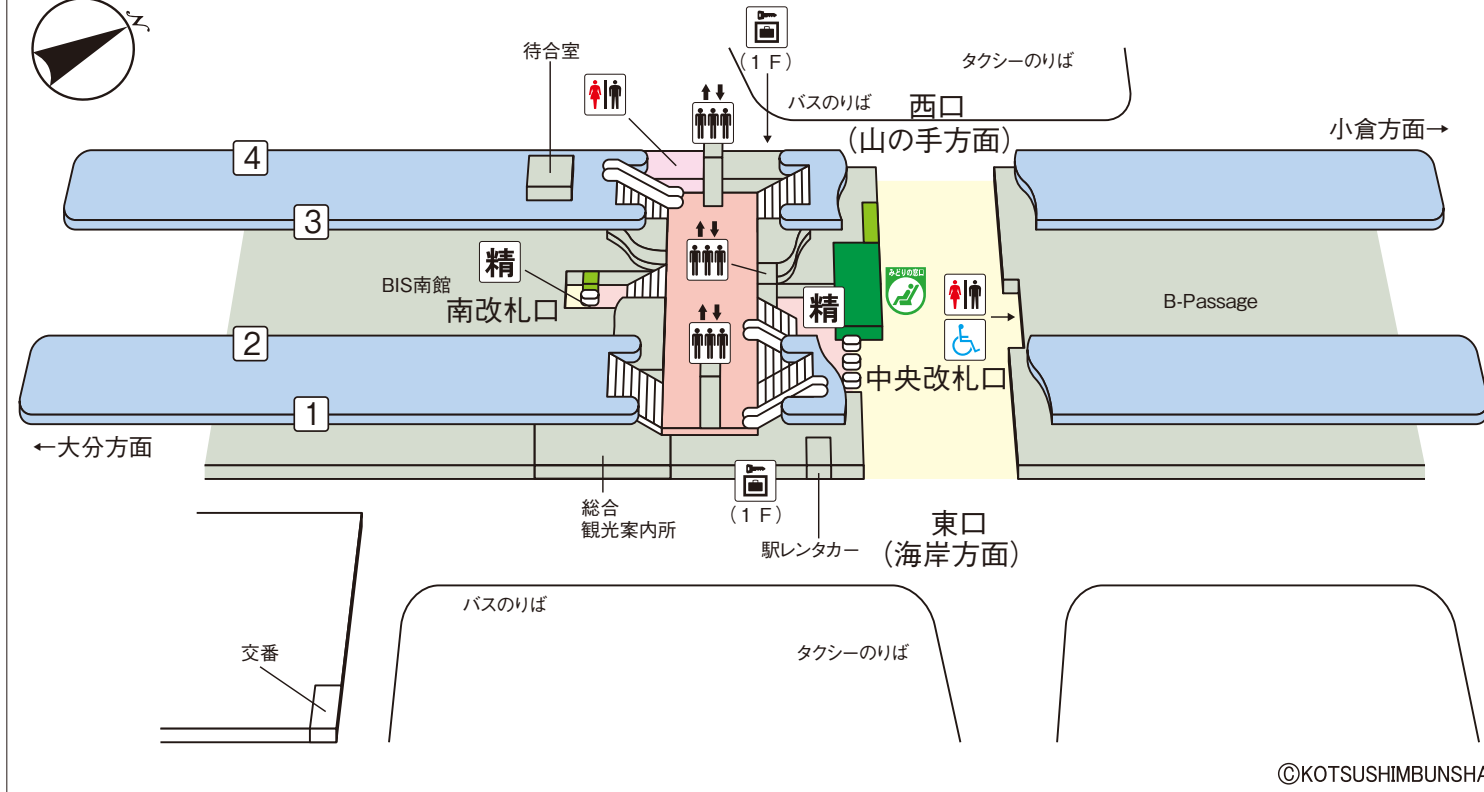 待合室
(1 F)
タクシーのりば
バスのりば
西口
(山の手方面)
小倉方面→
4
3
精
BIS南館
南改札口
精
みどりの窓口
B-Passage
2
中央改札口
1
←大分方面
総合
観光案内所
(1 F)
駅レンタカー
東口
(海岸方面)
バスのりば
タクシーのりば
交番
©KOTSUSHIMBUNSHA